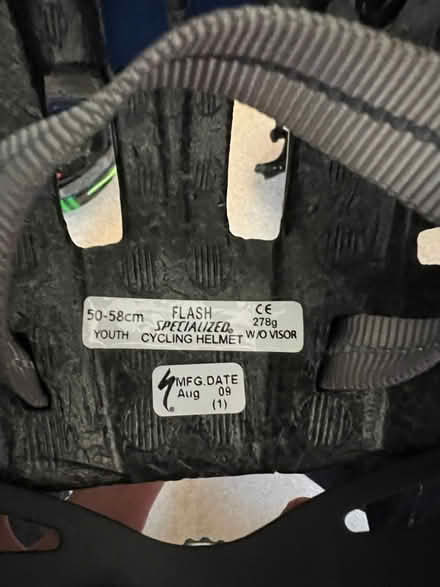 50-58cm FLASH CE
SPECIALIZED® 278g
YOUTH CYCLING HELMET W/O VISOR
MFG.DATE
Aug 09
(1)